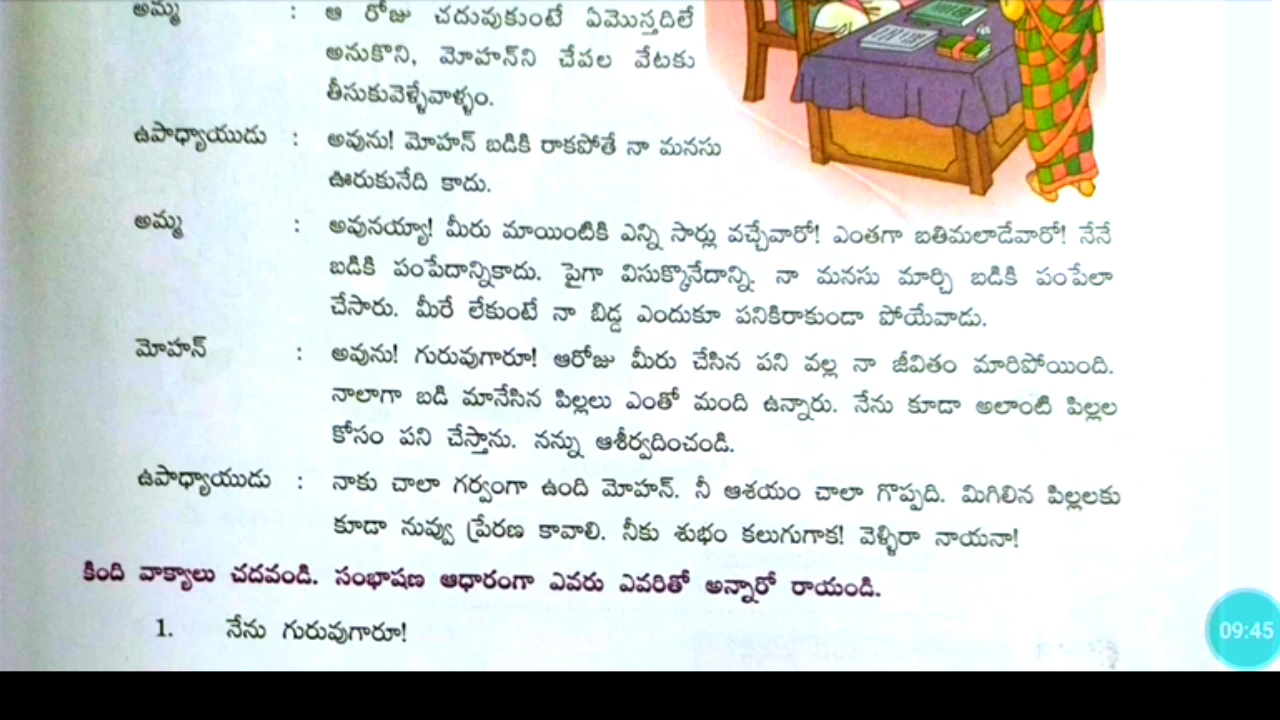 అమ్మ : ఆ రోజు చదువుకుంటే ఏమొస్తదిలే
అనుకొని, మోహన్‌ని చేపల వేటకు
తీసుకువెళ్ళేవాళ్ళం.
ఉపాధ్యాయుడు : అవును! మోహన్ బడికి రాకపోతే నా మనసు
ఊరుకునేది కాదు.
అమ్మ : అవునయ్యా! మీరు మాయింటికి ఎన్ని సార్లు వచ్చేవారో! ఎంతగా బతిమలాడేవారో! నేనే
బడికి పంపేదాన్నికాదు. పైగా విసుక్కొనేదాన్ని. నా మనసు మార్చి బడికి పంపేలా
చేసారు. మీరే లేకుంటే నా బిడ్డ ఎందుకూ పనికిరాకుండా పోయేవాడు.
మోహన్ : అవును! గురువుగారూ! ఆరోజు మీరు చేసిన పని వల్ల నా జీవితం మారిపోయింది.
నాలాగా బడి మానేసిన పిల్లలు ఎంతో మంది ఉన్నారు. నేను కూడా అలాంటి పిల్లల
కోసం పని చేస్తాను. నన్ను ఆశీర్వదించండి.
ఉపాధ్యాయుడు : నాకు చాలా గర్వంగా ఉంది మోహన్. నీ ఆశయం చాలా గొప్పది. మిగిలిన పిల్లలకు
కూడా నువ్వు ప్రేరణ కావాలి. నీకు శుభం కలుగుగాక! వెళ్ళిరా నాయనా!
కింది వాక్యాలు చదవండి. సంభాషణ ఆధారంగా ఎవరు ఎవరితో అన్నారో రాయండి.
1. నేను గురువుగారూ!
09:45